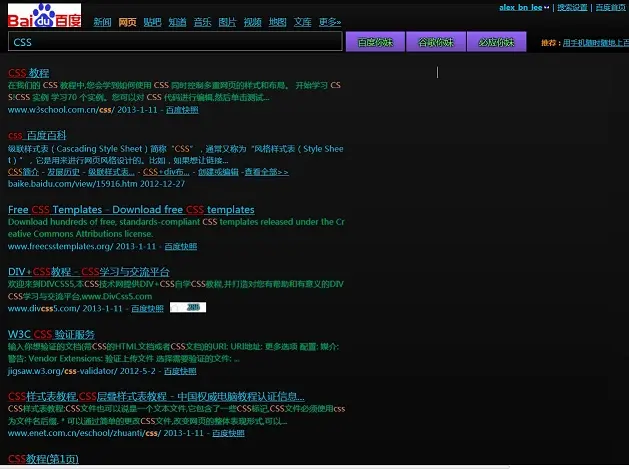 alex_bn_lee | 搜索设置 | 百度首页
Bai du 百度 新闻 网页 贴吧 知道 音乐 图片 视频 地图 文库 更多»
CSS 百度你妹 谷歌你妹 必应你妹 推荐：用手机随时随地上百
CSS 教程
在我们的 CSS 教程中,您会学到如何使用 CSS 同时控制多重网页的样式和布局。 开始学习 CS
S!CSS 实例 学习70 个实例。您可以对 CSS 代码进行编辑,然后单击测试...
www.w3school.com.cn/css/ 2013-1-11 - 百度快照
css_百度百科
级联样式表（Cascading Style Sheet）简称“CSS”，通常又称为“风格样式表（Style Shee
t）”，它是用来进行网页风格设计的。比如，如果想让链接...
CSS简介 - 发展历史 - 级联样式表... - CSS+div布... - 创建或编辑 -查看全部>>
baike.baidu.com/view/15916.htm 2012-12-27
Free CSS Templates - Download free CSS templates
Download hundreds of free, standards-compliant CSS templates released under the Cr
eative Commons Attributions license.
www.freecsstemplates.org/ 2013-1-11 - 百度快照
DIV+CSS教程 - CSS学习与交流平台
欢迎来到DIVCSS5,本CSS技术网提供DIV+CSS自学CSS教程,并打造对您有帮助和有意义的DIV
CSS学习与交流平台,www.DivCss5.com
www.divcss5.com/ 2013-1-11 - 百度快照
W3C CSS 验证服务
输入你想验证的文档(带CSS的HTML文档或者CSS文档)的URI: URI地址: 更多选项 配置: 媒介:
警告: Vendor Extensions: 验证上传文件 选择需要验证的文件: ...
jigsaw.w3.org/css-validator/ 2012-5-2 - 百度快照
CSS样式表教程,CSS层叠样式表教程 - 中国权威电脑教程认证信息...
CSS样式表教程:CSS文件也可以说是一个文本文件,它包含了一些CSS标记,CSS文件必须使用css
为文件名后缀. * 可以通过简单的更改CSS文件,改变网页的整体表现形式,可以...
www.enet.com.cn/eschool/zhuanti/css/ 2013-1-11 - 百度快照
CSS教程(第1页)